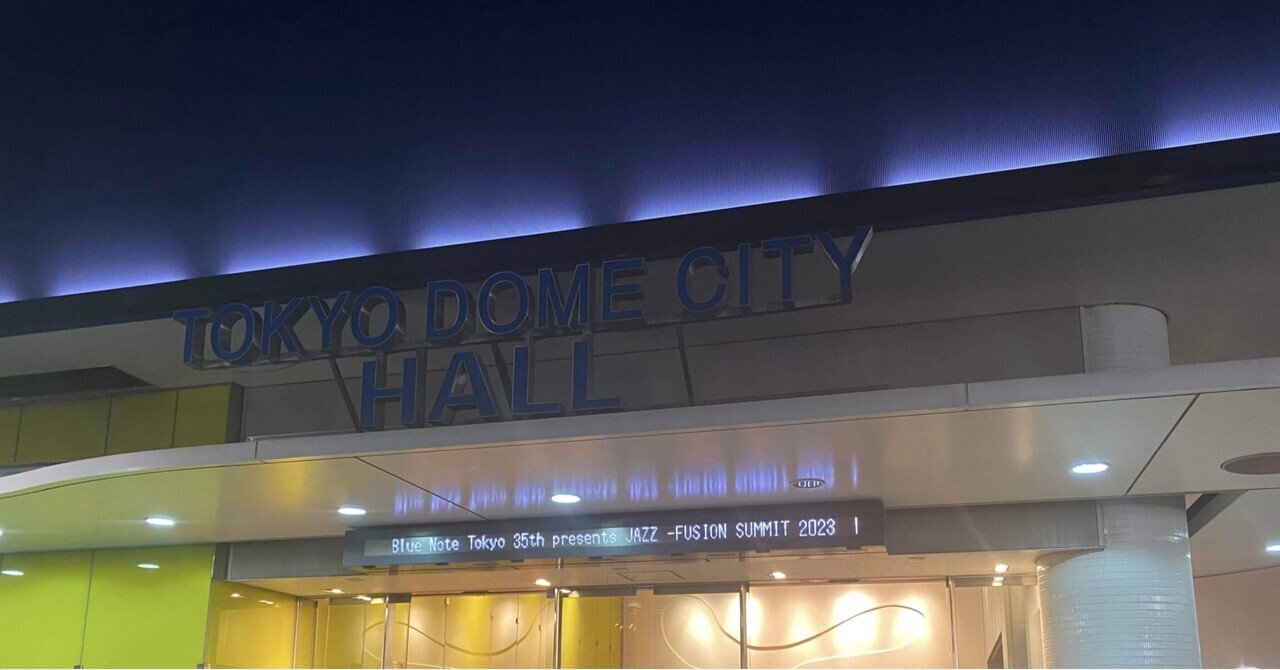 TOKYO DOME CITY
HALL
Blue Note Tokyo 35th presents JAZZ -FUSION SUMMIT 2023